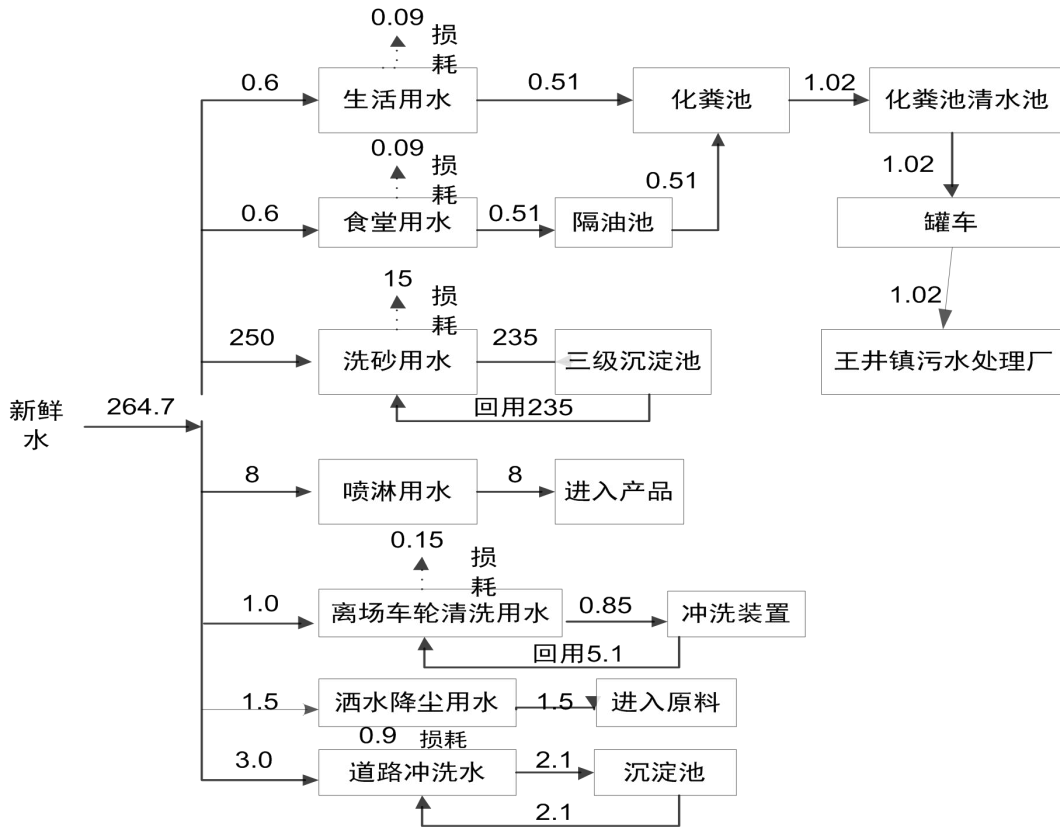 0.09 损
耗
0.6 生活用水 0.51 化粪池 1.02 化粪池清水池
0.09 损
耗
1.02
0.51
0.6 食堂用水 0.51 隔油池 罐车
15 损
耗
1.02
250 洗砂用水 235 三级沉淀池 王井镇污水处理厂
回用235
新鲜
水
264.7
8 喷淋用水 8 进入产品
0.15 损
耗
1.0 离场车轮清洗用水 0.85 冲洗装置
回用5.1
1.5 洒水降尘用水 1.5 进入原料
0.9 损耗
3.0 道路冲洗水 2.1 沉淀池
2.1